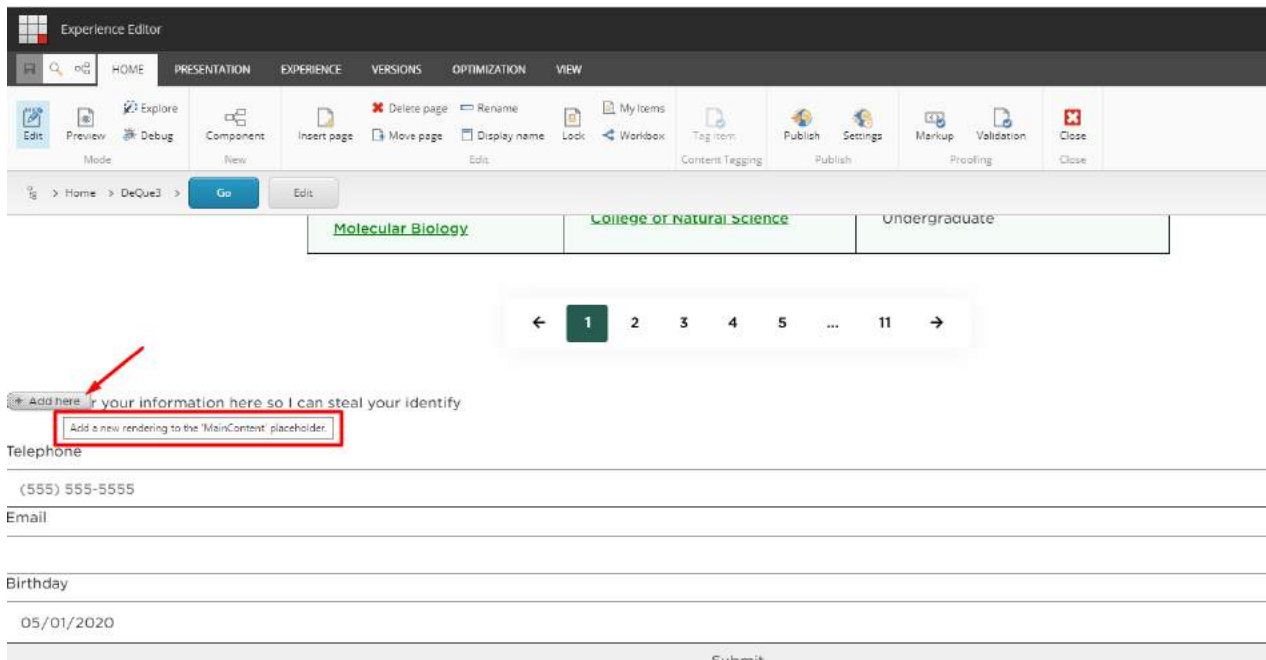 Experience Editor
HOME PRESENTATION EXPERIENCE VERSIONS OPTIMIZATION VIEW
Explore Delete page Rename My Items
Edit Preview Debug Component Insert page Move page Display name Lock Workbox Tag item Publish Settings Markup Validation Close
Mode New Edit Content Tagging Publish Proofing Close
> Home > DeQue3 > Go Edit
Molecular Biology College of Natural Science Undergraduate
← 1 2 3 4 5 ... 11 →
+ Add here r your information here so I can steal your identify
Add a new rendering to the 'MainContent' placeholder.
Telephone
(555) 555-5555
Email
Birthday
05/01/2020
Submit